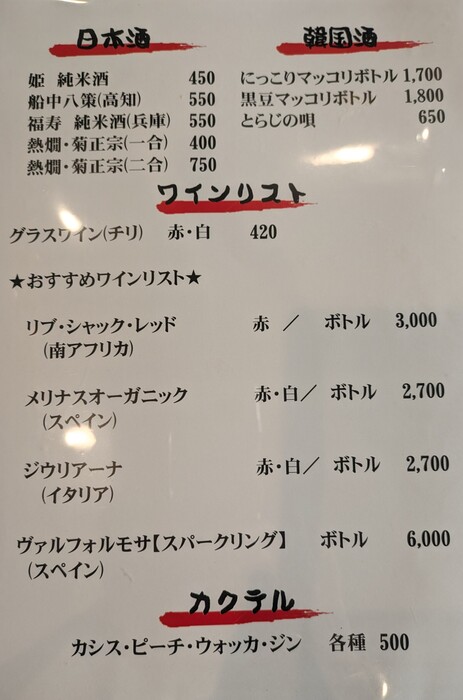 日本酒
姫 純米酒 450
船中八策(高知) 550
福寿 純米酒(兵庫) 550
熱燗・菊正宗(一合) 400
熱燗・菊正宗(二合) 750
韓国酒
にっこりマッコリボトル 1,700
黒豆マッコリボトル 1,800
とらじの唄 650
ワインリスト
グラスワイン(チリ) 赤・白 420
★おすすめワインリスト★
リブ・シャック・レッド 赤 / ボトル 3,000
(南アフリカ)
メリナスオーガニック 赤・白/ ボトル 2,700
(スペイン)
ジウリアーナ 赤・白/ ボトル 2,700
(イタリア)
ヴァルフォルモサ【スパークリング】 ボトル 6,000
(スペイン)
カクテル
カシス・ピーチ・ウォッカ・ジン 各種 500